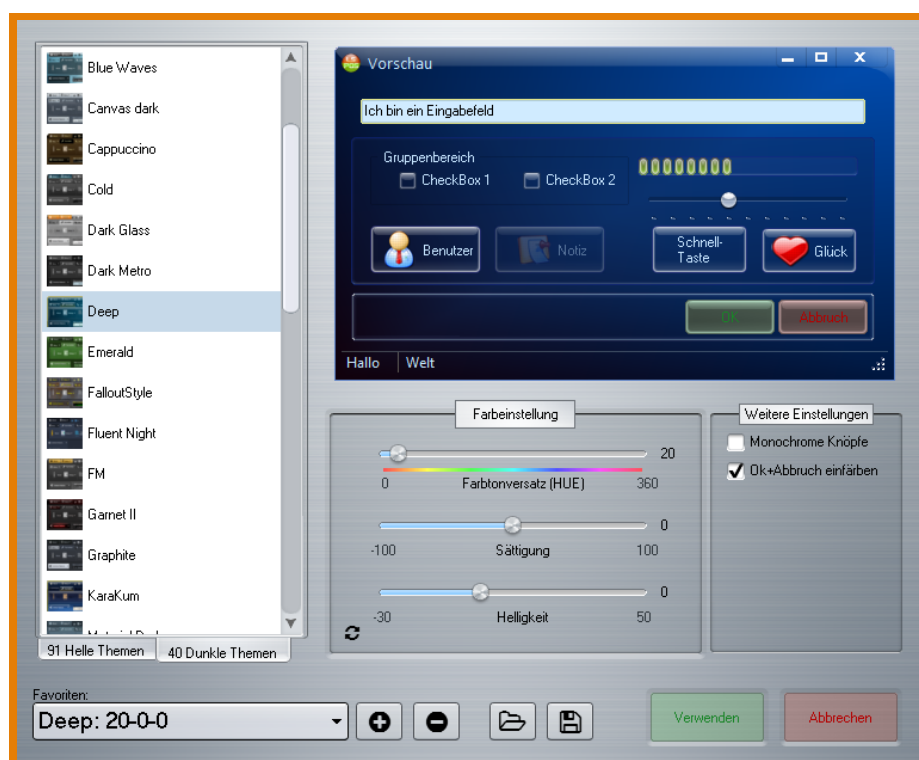 Blue Waves
Canvas dark
Cappuccino
Cold
Dark Glass
Dark Metro
Deep
Emerald
FalloutStyle
Fluent Night
FM
Garnet II
Graphite
KaraKum
91 Helle Themen
40 Dunkle Themen
Vorschau
Ich bin ein Eingabefeld
Gruppenbereich
CheckBox 1
CheckBox 2
Benutzer
Notiz
Schnell-
Taste
Glück
OK
Abbruch
Hallo
Welt
Farbeinstellung
20
0
Farbtonversatz (HUE)
360
0
-100
Sättigung
100
0
-30
Helligkeit
50
Weitere Einstellungen
Monochrome Knöpfe
Ok+Abbruch einfärben
Favoriten:
Deep: 20-0-0
Verwenden
Abbrechen